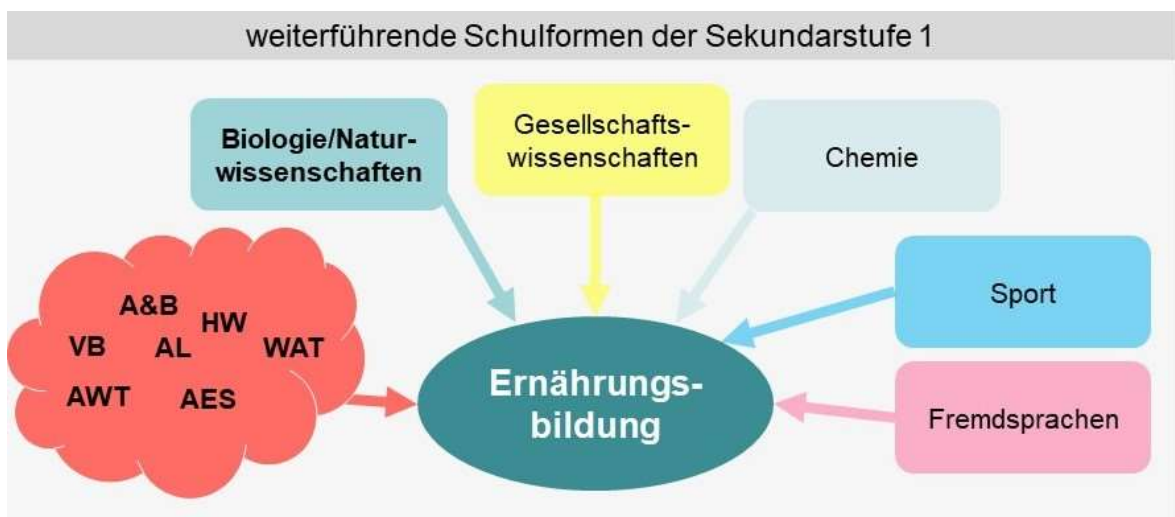 weiterführende Schulformen der Sekundarstufe 1
Biologie/Natur-
wissenschaften
Gesellschafts-
wissenschaften
Chemie
A&B
HW
VB
AL
WAT
AWT
AES
Sport
Ernährungs-
bildung
Fremdsprachen